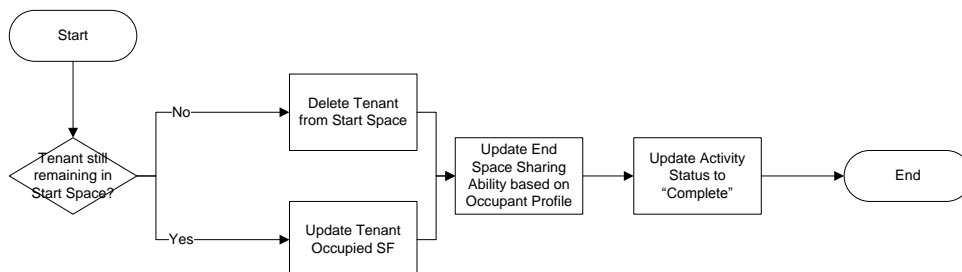 Start
Tenant still
remaining in
Start Space?
No
Delete Tenant
from Start Space
Yes
Update Tenant
Occupied SF
Update End
Space Sharing
Ability based on
Occupant Profile
Update Activity
Status to
“Complete”
End